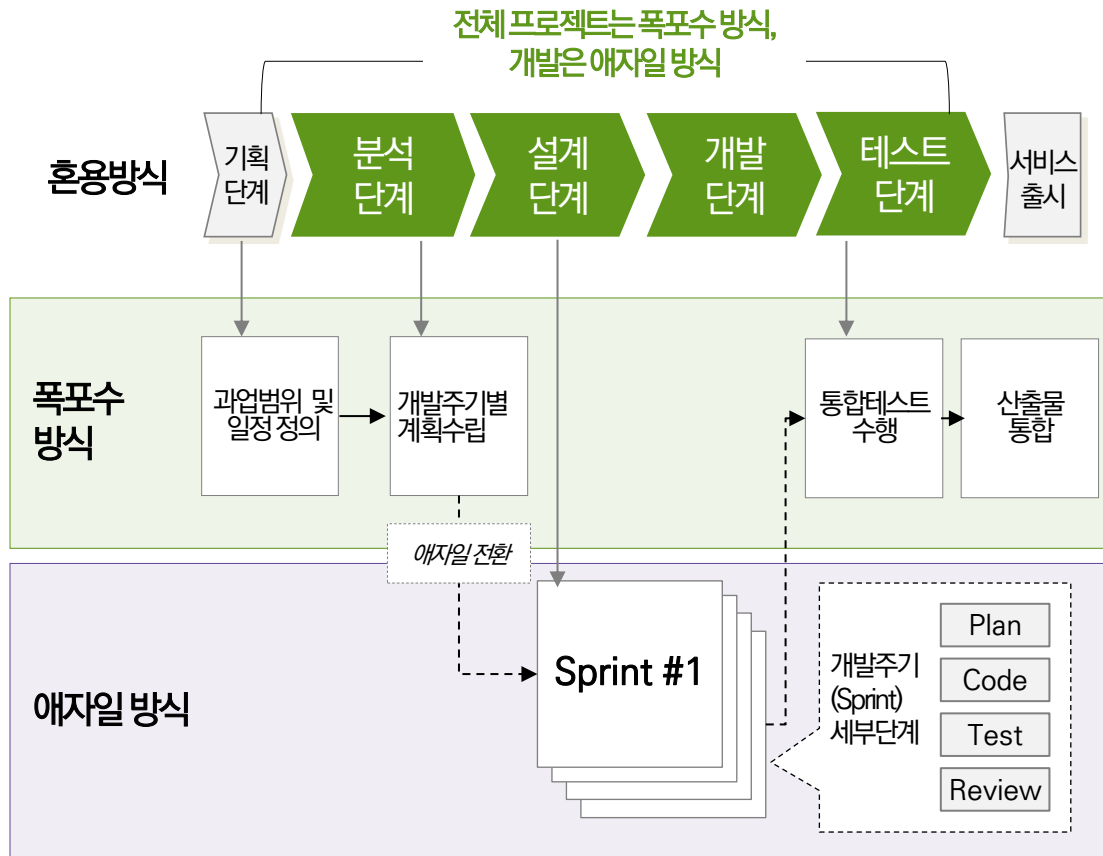 전체 프로젝트는 폭포수 방식,
개발은 애자일 방식
혼용방식
기획
단계
분석
단계
설계
단계
개발
단계
테스트
단계
서비스
출시
폭포수
방식
과업범위 및
일정 정의
개발주기별
계획수립
통합테스트
수행
산출물
통합
애자일 전환
애자일 방식
Sprint #1
개발주기
(Sprint)
세부단계
Plan
Code
Test
Review